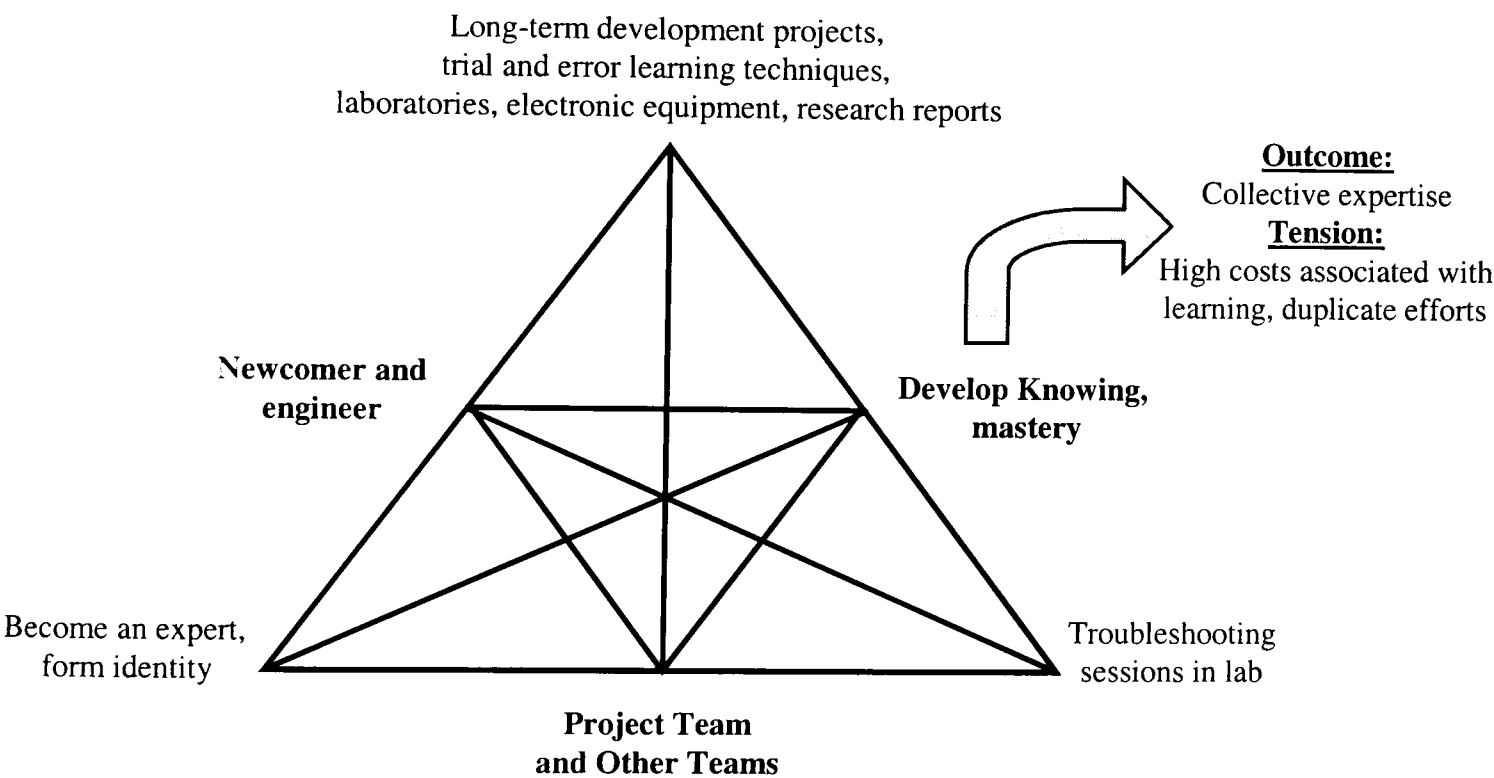 Long-term development projects,
trial and error learning techniques,
laboratories, electronic equipment, research reports
Outcome:
Collective expertise
Tension:
High costs associated with
learning, duplicate efforts
Newcomer and
engineer
Develop Knowing,
mastery
Become an expert,
form identity
Troubleshooting
sessions in lab
Project Team
and Other Teams